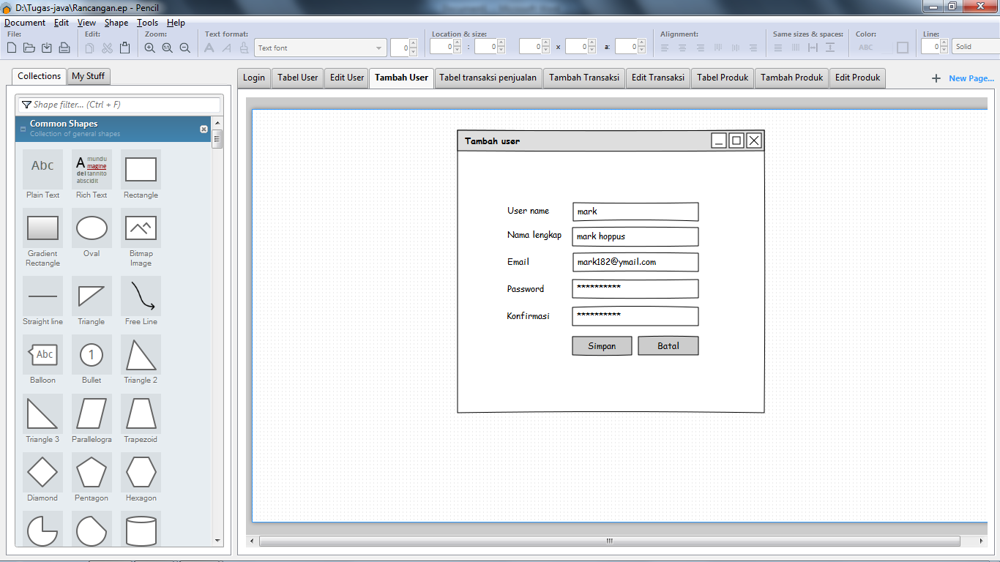 D:\Tugas-java\Rancangan.ep - Pencil
Document Edit View Shape Tools Help
File: Edit: Zoom: Text format: Location & size: Alignment: Same sizes & spaces: Color: Line:
Text font 0 0 : 0 0 x 0 a: 0 ABC 0 Solid
Collections My Stuff
Login Tabel User Edit User Tambah User Tabel transaksi penjualan Tambah Transaksi Edit Transaksi Tabel Produk Tambah Produk Edit Produk New Page...
Shape filter... (Ctrl + F)
Common Shapes
Collection of general shapes
Abc
A mundu
magine
del tannito
abscidit
Plain Text Rich Text Rectangle
Gradient Rectangle Oval Bitmap Image
Straight line Triangle Free Line
Abc 1
Balloon Bullet Triangle 2
Triangle 3 Parallelogra Trapezoid
Diamond Pentagon Hexagon
Tambah user
User name mark
Nama lengkap mark hoppus
Email mark182@ymail.com
Password **********
Konfirmasi **********
Simpan Batal